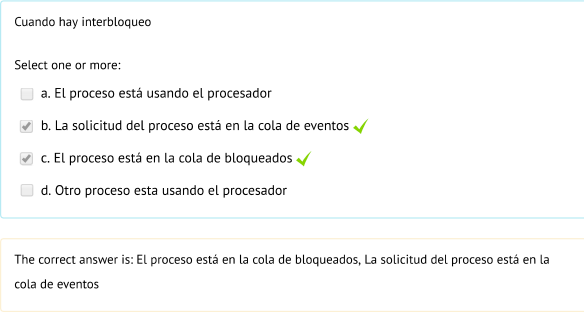 Cuando hay interbloqueo
Select one or more:
a. El proceso está usando el procesador
b. La solicitud del proceso está en la cola de eventos
c. El proceso está en la cola de bloqueados
d. Otro proceso esta usando el procesador
The correct answer is: El proceso está en la cola de bloqueados, La solicitud del proceso está en la
cola de eventos